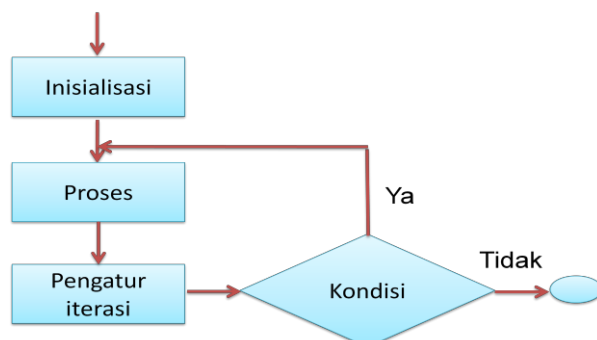 Inisialisasi
Proses
Ya
Pengatur
iterasi
Kondisi
Tidak